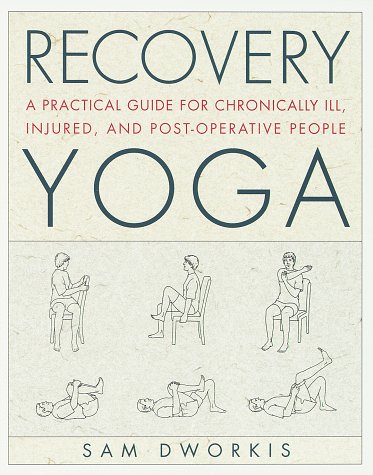 RECOVERY
A PRACTICAL GUIDE FOR CHRONICALLY ILL,
INJURED, AND POST-OPERATIVE PEOPLE
YOGA
SAM DWORKIS